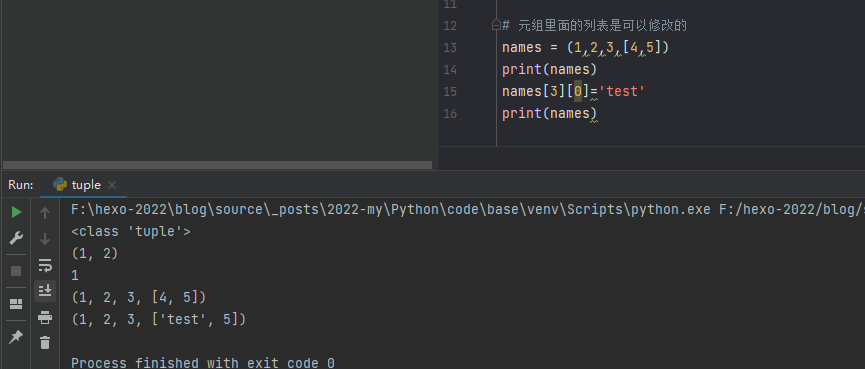 11
12 # 元组里面的列表是可以修改的
13 names = (1,2,3,[4,5])
14 print(names)
15 names[3][0]='test'
16 print(names)
Run: tuple ×
F:\hexo-2022\blog\source\_posts\2022-my\Python\code\base\venv\Scripts\python.exe F:/hexo-2022/blog/
<class 'tuple'>
(1, 2)
1
(1, 2, 3, [4, 5])
(1, 2, 3, ['test', 5])
Process finished with exit code 0